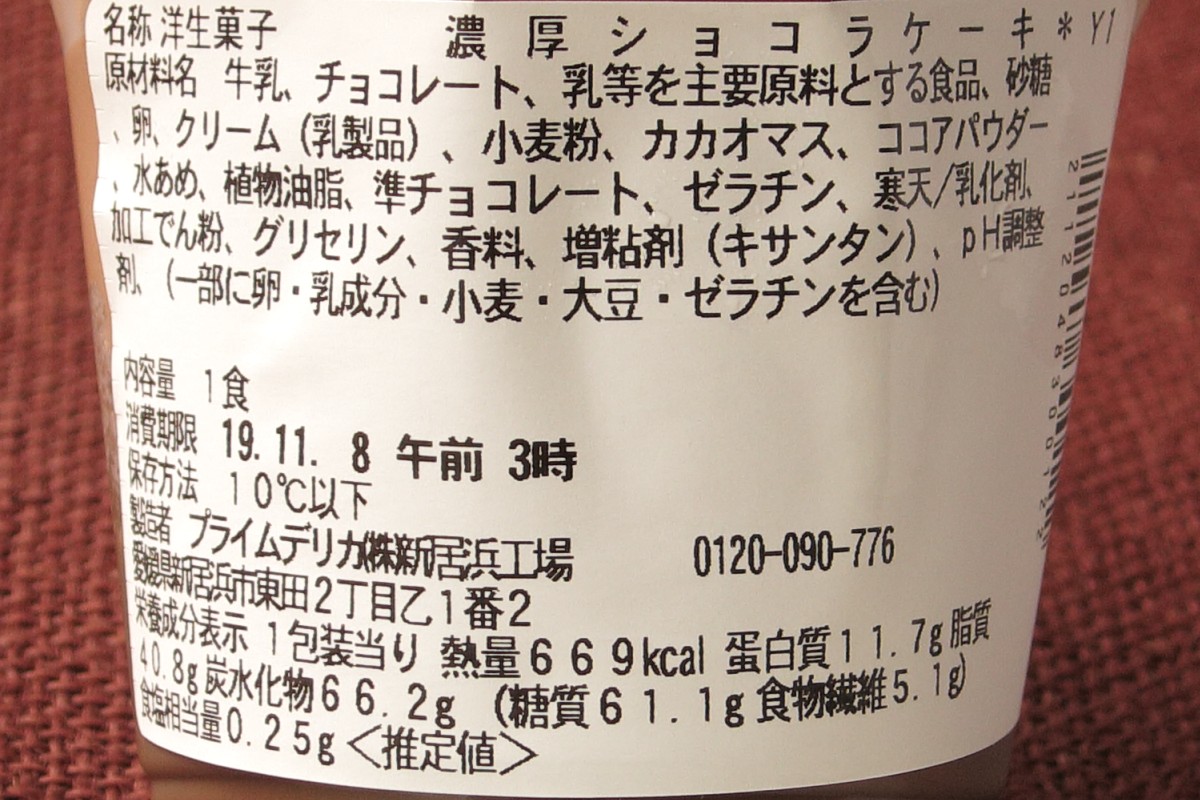 名称 洋生菓子 濃厚ショコラケーキ＊ Y1
原材料名 牛乳、チョコレート、乳等を主要原料とする食品、砂糖
、卵、クリーム（乳製品）、小麦粉、カカオマス、ココアパウダー
、水あめ、植物油脂、準チョコレート、ゼラチン、寒天/乳化剤、
加工でん粉、グリセリン、香料、増粘剤（キサンタン）、pH調整
剤、（一部に卵・乳成分・小麦・大豆・ゼラチンを含む）
内容量 1食
消費期限 19.11. 8 午前 3時
保存方法 10℃以下
製造者 プライムデリカ(株)新居浜工場 0120-090-776
愛媛県新居浜市東田2丁目乙1番2
栄養成分表示 1包装当り 熱量669kcal 蛋白質11.7g 脂質
40.8g 炭水化物66.2g （糖質61.1g 食物繊維5.1g）
食塩相当量0.25g＜推定値＞